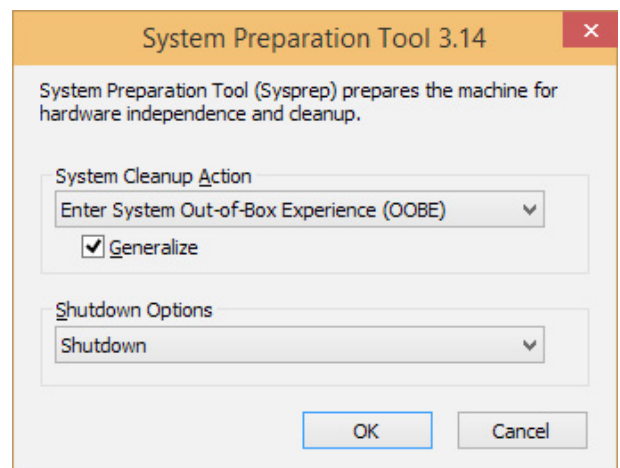 System Preparation Tool 3.14
System Preparation Tool (Sysprep) prepares the machine for
hardware independence and cleanup.
System Cleanup Action
Enter System Out-of-Box Experience (OOBE)
Generalize
Shutdown Options
Shutdown
OK
Cancel